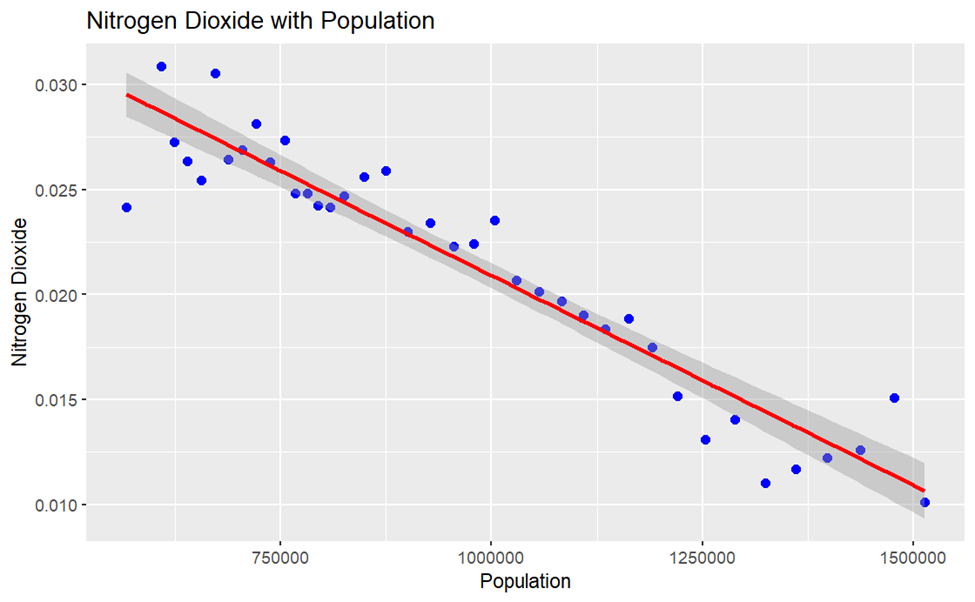 Nitrogen Dioxide with Population
0.030
0.025
0.020
0.015
0.010
Nitrogen Dioxide
750000 1000000 1250000 1500000
Population